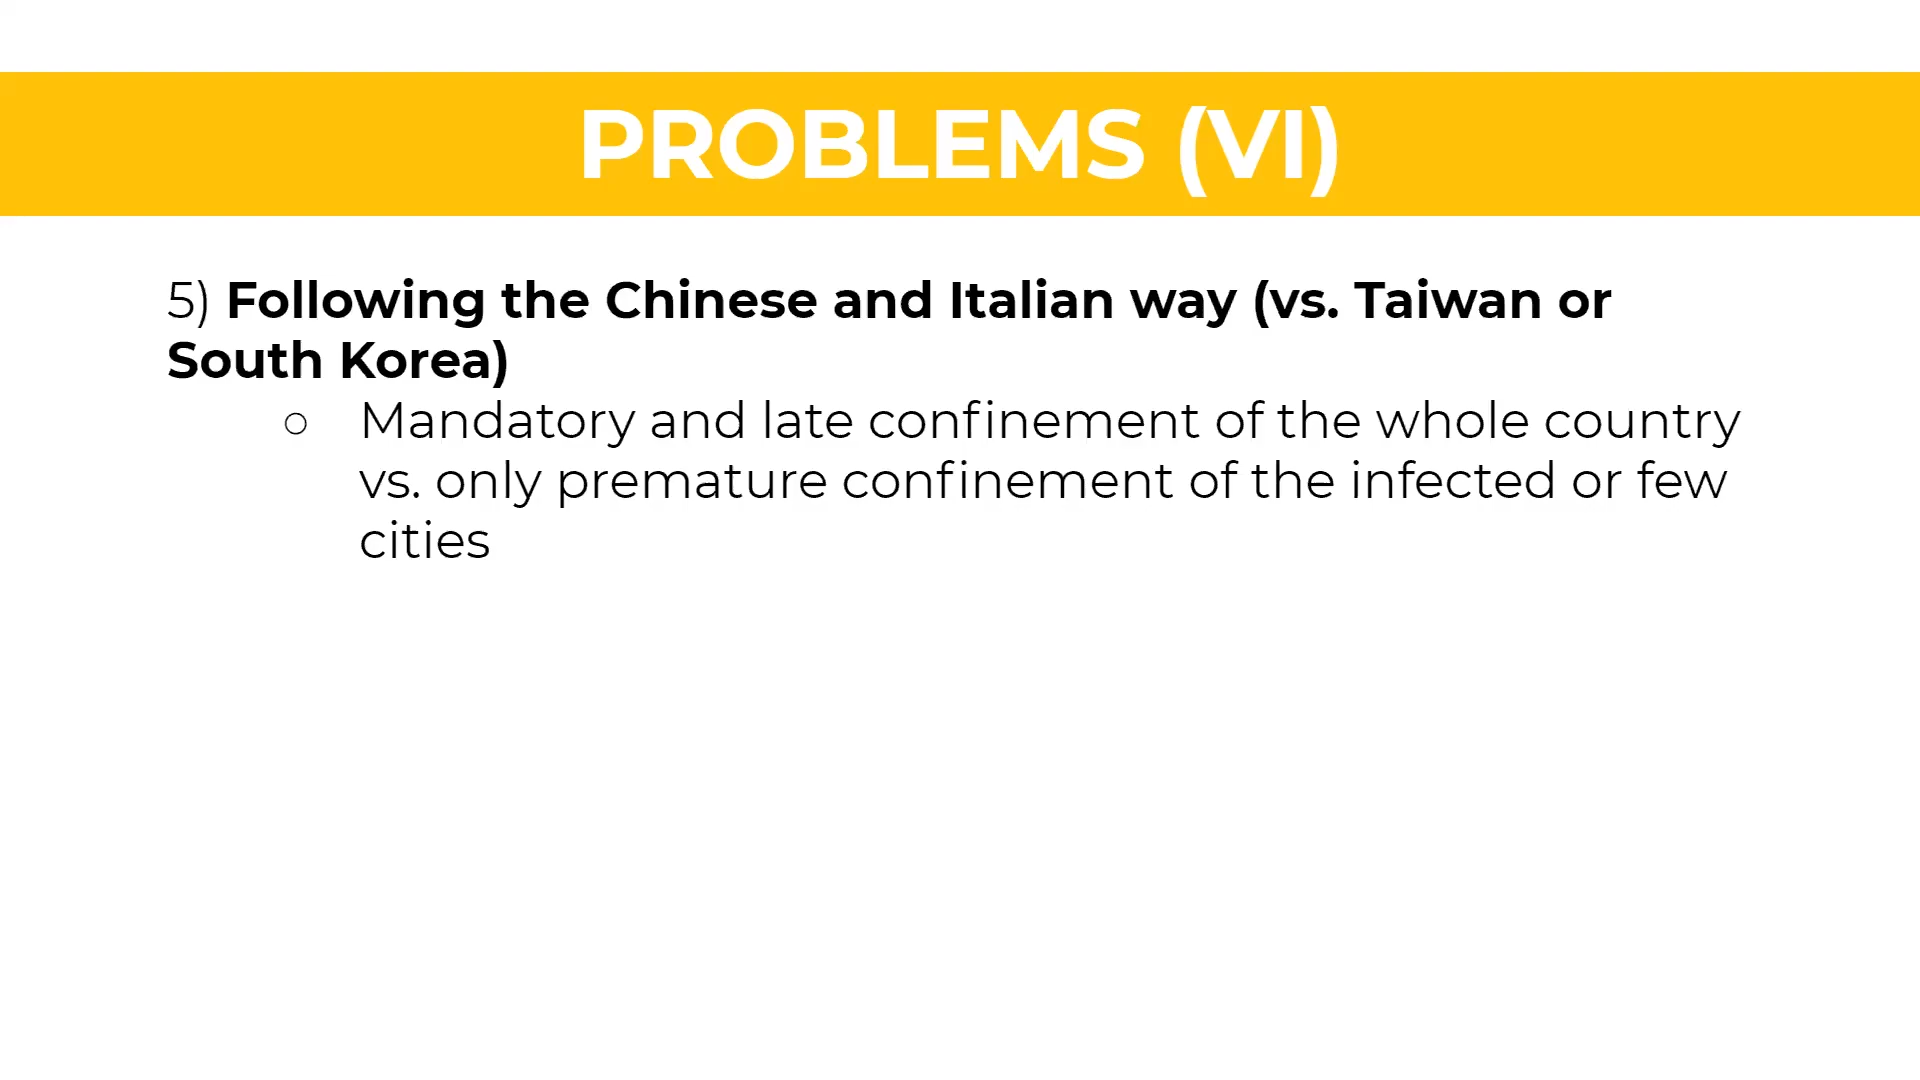 PROBLEMS (VI)
5) Following the Chinese and Italian way (vs. Taiwan or
South Korea)
○ Mandatory and late confinement of the whole country
vs. only premature confinement of the infected or few
cities